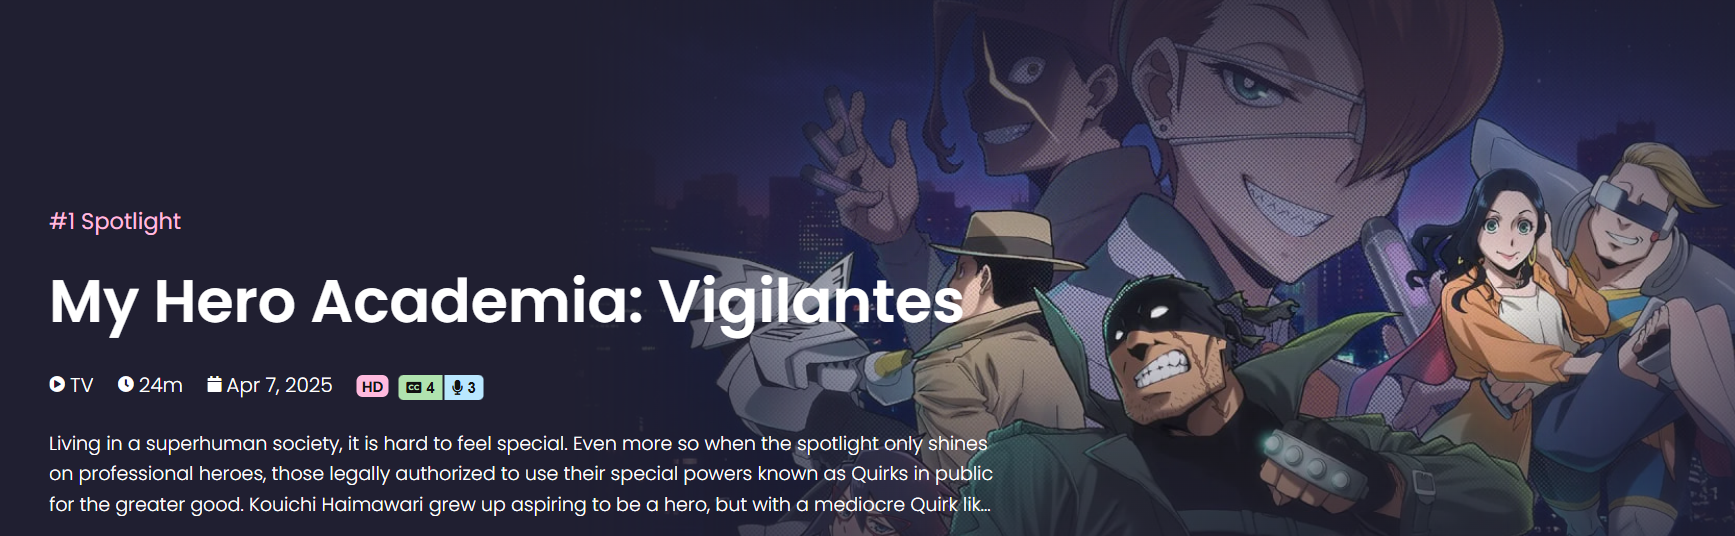 #1 Spotlight
My Hero Academia: Vigilantes
TV 24m Apr 7, 2025 HD CC 4 3
Living in a superhuman society, it is hard to feel special. Even more so when the spotlight only shines
on professional heroes, those legally authorized to use their special powers known as Quirks in public
for the greater good. Kouichi Haimawari grew up aspiring to be a hero, but with a mediocre Quirk lik...